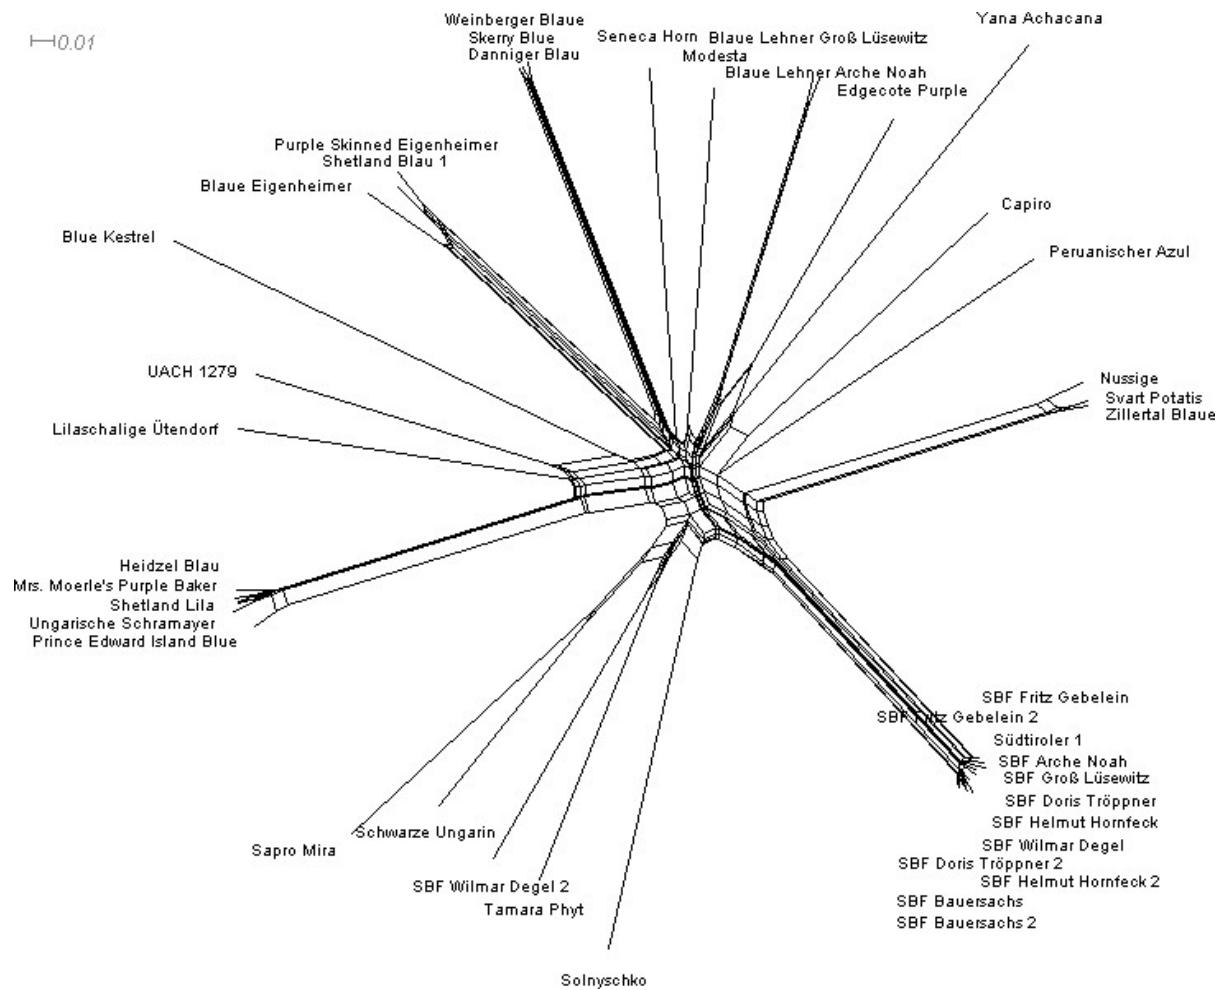 0.01
Weinberger Blaue
Skerry Blue
Danniger Blau
Seneca Horn
Blaue Lehner Groß Lüsewitz
Modesta
Blaue Lehner Arche Noah
Edgecote Purple
Yana Achacana
Purple Skinned Eigenheimer
Shetland Blau 1
Blaue Eigenheimer
Capiro
Blue Kestrel
Peruanischer Azul
UACH 1279
Nussige
Svart Potatis
Zillertal Blaue
Lilaschalige Ütendorf
Heidzel Blau
Mrs. Moerle's Purple Baker
Shetland Lila
Ungarische Schramayer
Prince Edward Island Blue
SBF Fritz Gebelein
SBF Fritz Gebelein 2
Südtiroler 1
SBF Arche Noah
SBF Groß Lüsewitz
SBF Doris Tröppner
SBF Helmut Hornfeck
SBF Wilmar Degel
SBF Doris Tröppner 2
SBF Helmut Hornfeck 2
SBF Bauersachs
SBF Bauersachs 2
Schwarze Ungarin
Sapro Mira
SBF Wilmar Degel 2
Tamara Phyt
Solnyschko